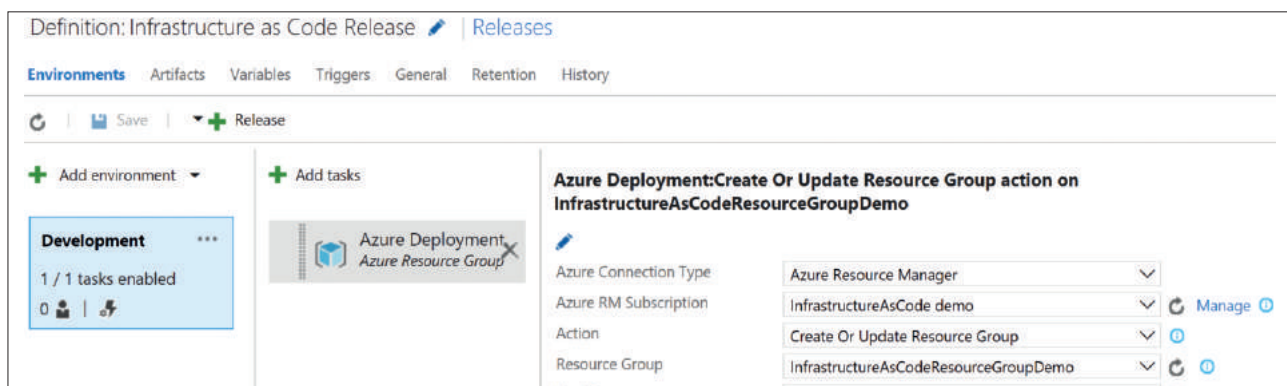 Definition: Infrastructure as Code Release | Releases
Environments Artifacts Variables Triggers General Retention History
Save | Release
Add environment
Add tasks
Development ...
1 / 1 tasks enabled
0 |
Azure Deployment
Azure Resource Group
Azure Deployment:Create Or Update Resource Group action on
InfrastructureAsCodeResourceGroupDemo
Azure Connection Type Azure Resource Manager
Azure RM Subscription InfrastructureAsCode demo Manage
Action Create Or Update Resource Group
Resource Group InfrastructureAsCodeResourceGroupDemo